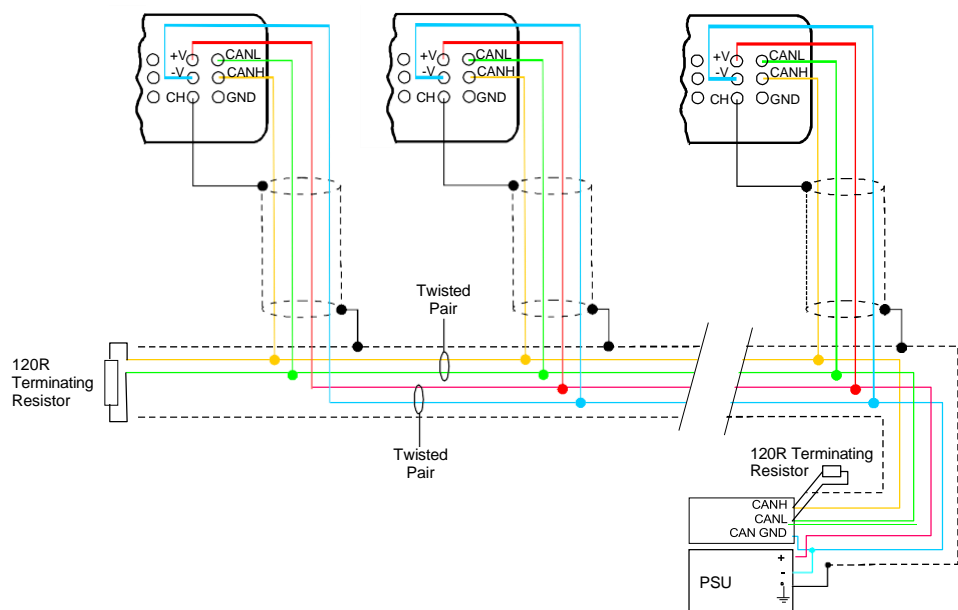 +V CANL
-V CANH
CH GND
+V CANL
-V CANH
CH GND
+V CANL
-V CANH
CH GND
Twisted
Pair
120R
Terminating
Resistor
Twisted
Pair
120R Terminating
Resistor
CANH
CANL
CAN GND
+
-
PSU